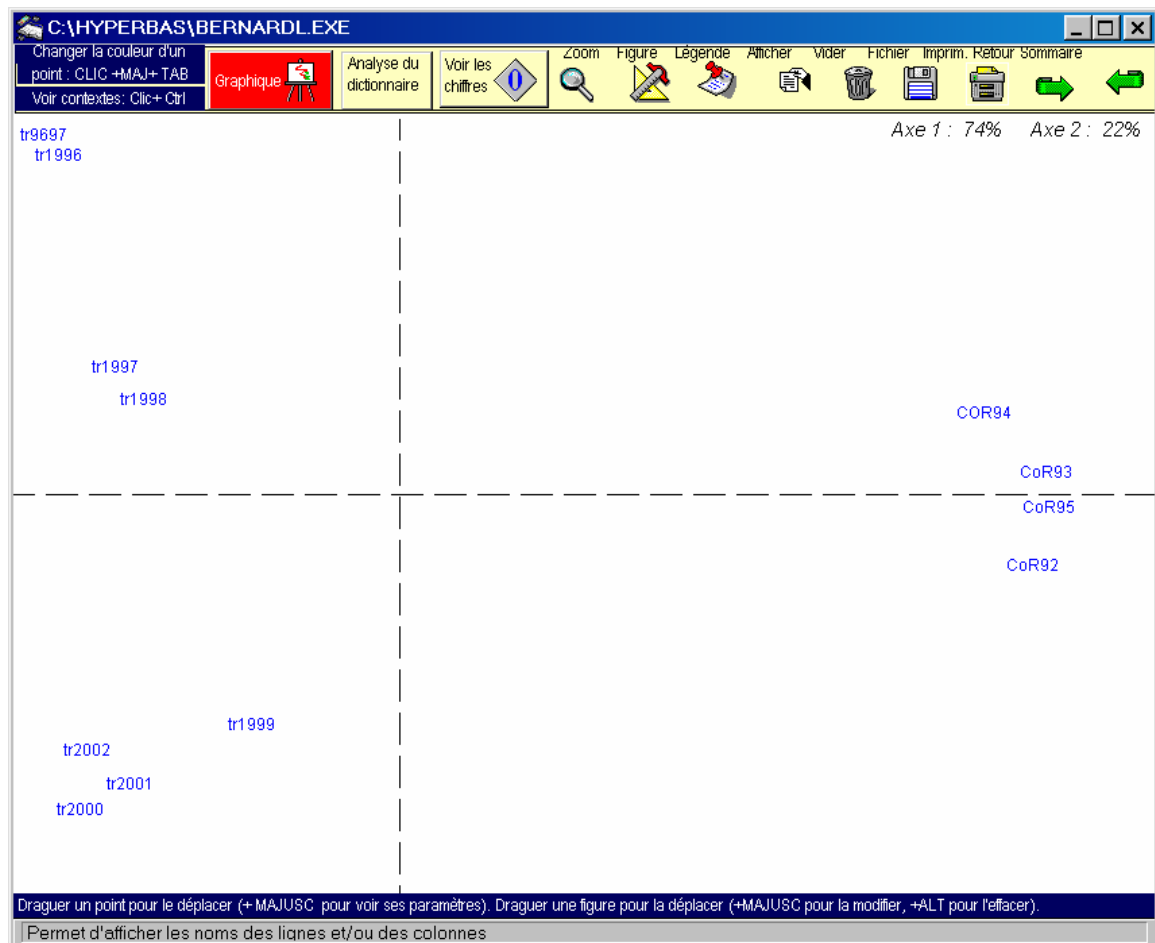 C:\HYPERBAS\BERNARDL.EXE
Changer la couleur d'un
point : CLIC +MAJ+ TAB
Voir contextes: Clic+ Ctrl
Graphique
Analyse du
dictionnaire
Voir les
chiffres
0
Zoom Figure Légende Afficher Vider Fichier Imprim. Retour Sommaire
Axe 1 : 74% Axe 2 : 22%
tr9697
tr1996
tr1997
tr1998
COR94
CoR93
CoR95
CoR92
tr1999
tr2002
tr2001
tr2000
Draguer un point pour le déplacer (+ MAJUSC pour voir ses paramètres). Draguer une figure pour la déplacer (+MAJUSC pour la modifier, +ALT pour l'effacer).
Permet d'afficher les noms des lignes et/ou des colonnes